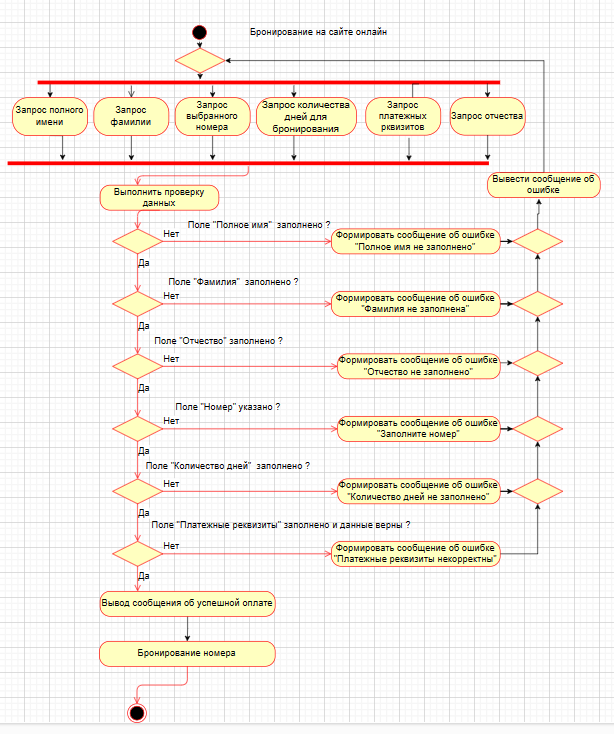 Бронирование на сайте онлайн
Запрос полного
имени
Запрос
фамилии
Запрос
выбранного
номера
Запрос количества
дней для
бронирования
Запрос
платежных
рквизитов
Запрос отчества
Вывести сообщение об
ошибке
Выполнить проверку
данных
Поле "Полное имя" заполнено ?
Нет
Формировать сообщение об ошибке
"Полное имя не заполнено"
Да
Поле "Фамилия" заполнено ?
Нет
Формировать сообщение об ошибке
"Фамилия не заполнена"
Да
Поле "Отчество" заполнено ?
Нет
Формировать сообщение об ошибке
"Отчество не заполнено"
Да
Поле "Номер" указано ?
Нет
Формировать сообщение об ошибке
"Заполните номер"
Да
Поле "Количество дней" заполнено ?
Нет
Формировать сообщение об ошибке
"Количество дней не заполнено"
Да
Поле "Платежные реквизиты" заполнено и данные верны ?
Нет
Формировать сообщение об ошибке
"Платежные реквизиты некорректны"
Да
Вывод сообщения об успешной оплате
Бронирование номера